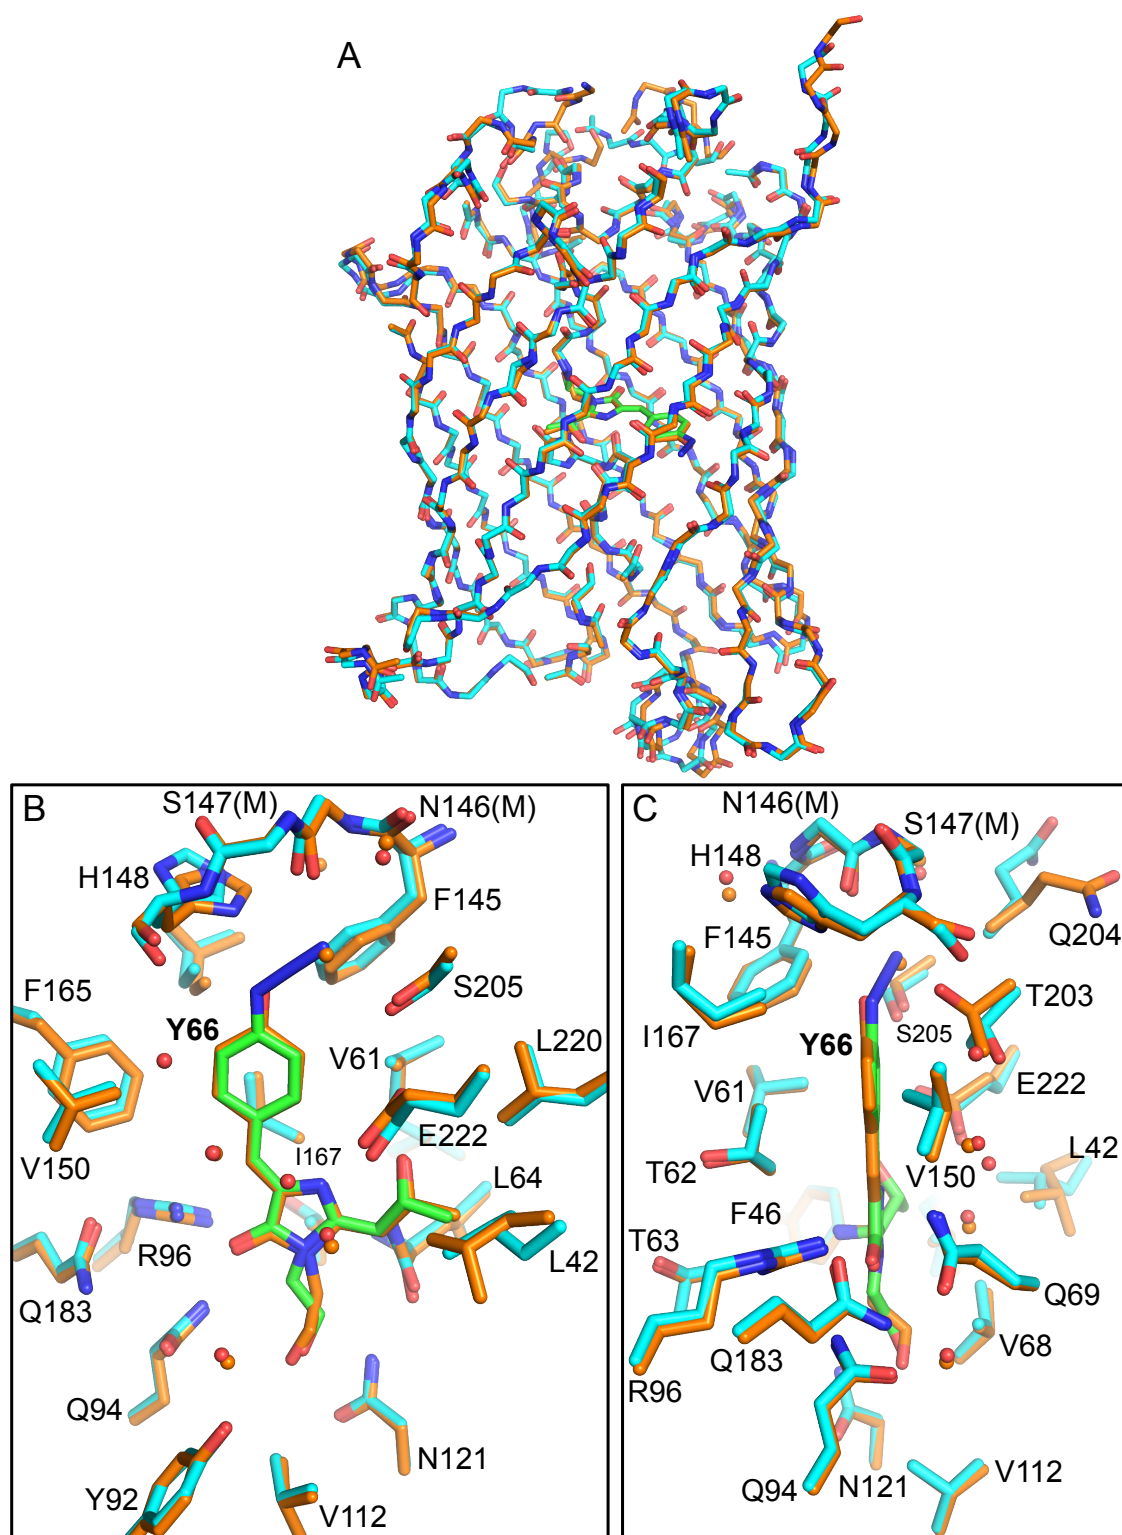 A
B
S147(M)
N146(M)
H148
F145
F165
Y66
S205
V61
L220
V150
E222
I167
L64
R96
L42
Q183
Q94
N121
Y92
V112
C
N146(M)
S147(M)
H148
F145
Q204
I167
T203
Y66
S205
V61
E222
T62
V150
L42
F46
T63
Q69
Q183
V68
R96
Q94
N121
V112